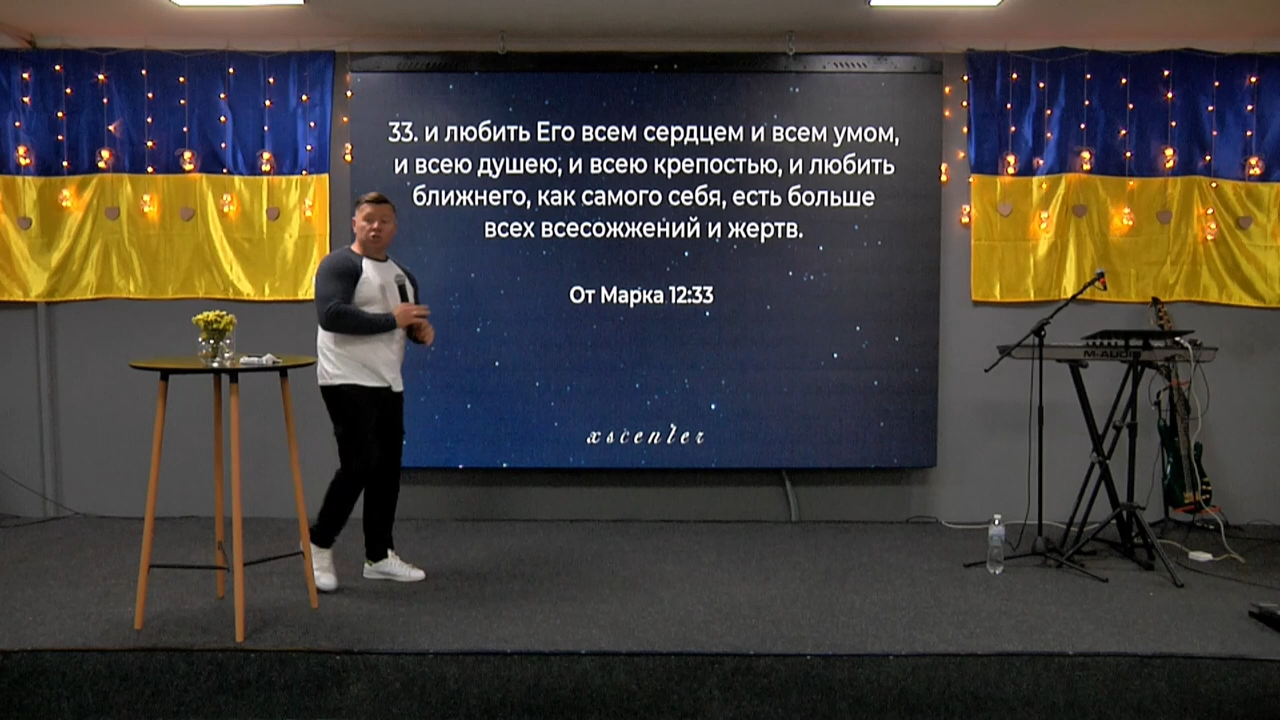 33. и любить Его всем сердцем и всем умом,
и всею душею, и всею крепостью, и любить
ближнего, как самого себя, есть больше
всех всесожжений и жертв.
От Марка 12:33
xscenter
M-AUDIO